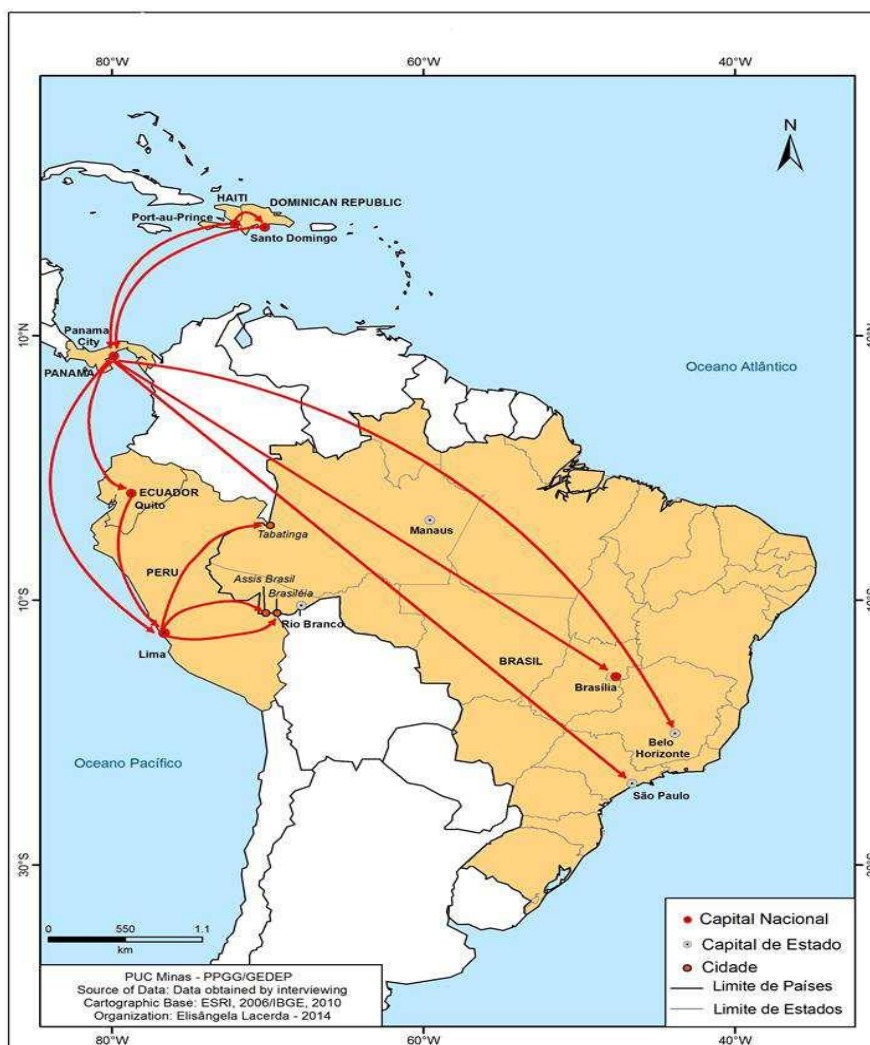 80°W 60°W 40°W
N
HAITI
DOMINICAN REPUBLIC
Port-au-Prince
Santo Domingo
Panama
City
PANAMA
10°N
Oceano Atlântico
ECUADOR
Quito
Tabatinga
Manaus
PERU
Assis Brasil
Brasiléia
Rio Branco
10°S
Lima
BRASIL
Brasília
Belo
Horizonte
Oceano Pacífico
São Paulo
30°S
0 550 1.1
km
Capital Nacional
Capital de Estado
Cidade
Limite de Países
Limite de Estados
PUC Minas - PPGG/GEDEP
Source of Data: Data obtained by interviewing
Cartographic Base: ESRI, 2006/IBGE, 2010
Organization: Elisângela Lacerda - 2014
80°W 60°W 40°W